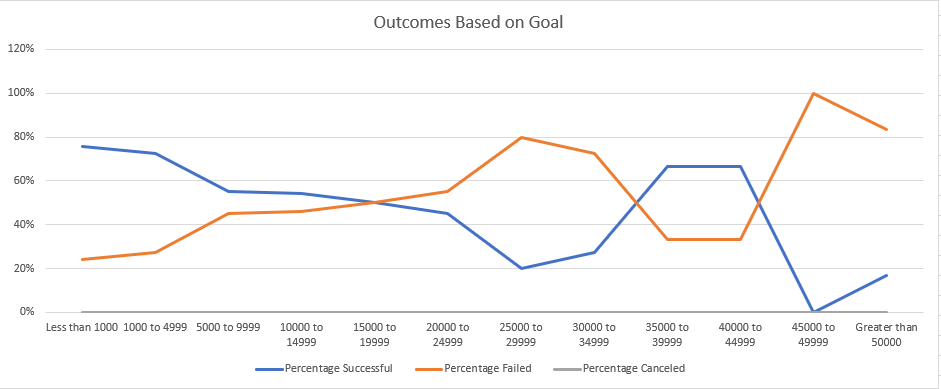 Outcomes Based on Goal
120%
100%
80%
60%
40%
20%
0%
Less than 1000 1000 to 4999 5000 to 9999 10000 to 15000 to 20000 to 25000 to 30000 to 35000 to 40000 to 45000 to Greater than
14999 19999 24999 29999 34999 39999 44999 49999 50000
Percentage Successful Percentage Failed Percentage Canceled